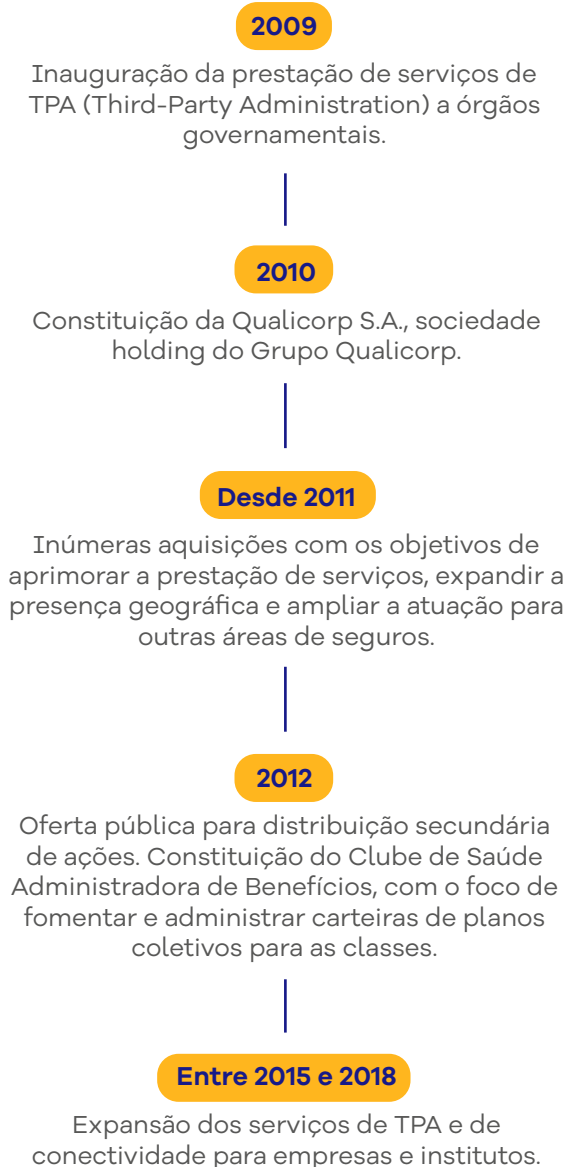 2009
Inauguração da prestação de serviços de
TPA (Third-Party Administration) a órgãos
governamentais.
2010
Constituição da Qualicorp S.A., sociedade
holding do Grupo Qualicorp.
Desde 2011
Inúmeras aquisições com os objetivos de
aprimorar a prestação de serviços, expandir a
presença geográfica e ampliar a atuação para
outras áreas de seguros.
2012
Oferta pública para distribuição secundária
de ações. Constituição do Clube de Saúde
Administradora de Benefícios, com o foco de
fomentar e administrar carteiras de planos
coletivos para as classes.
Entre 2015 e 2018
Expansão dos serviços de TPA e de
conectividade para empresas e institutos.